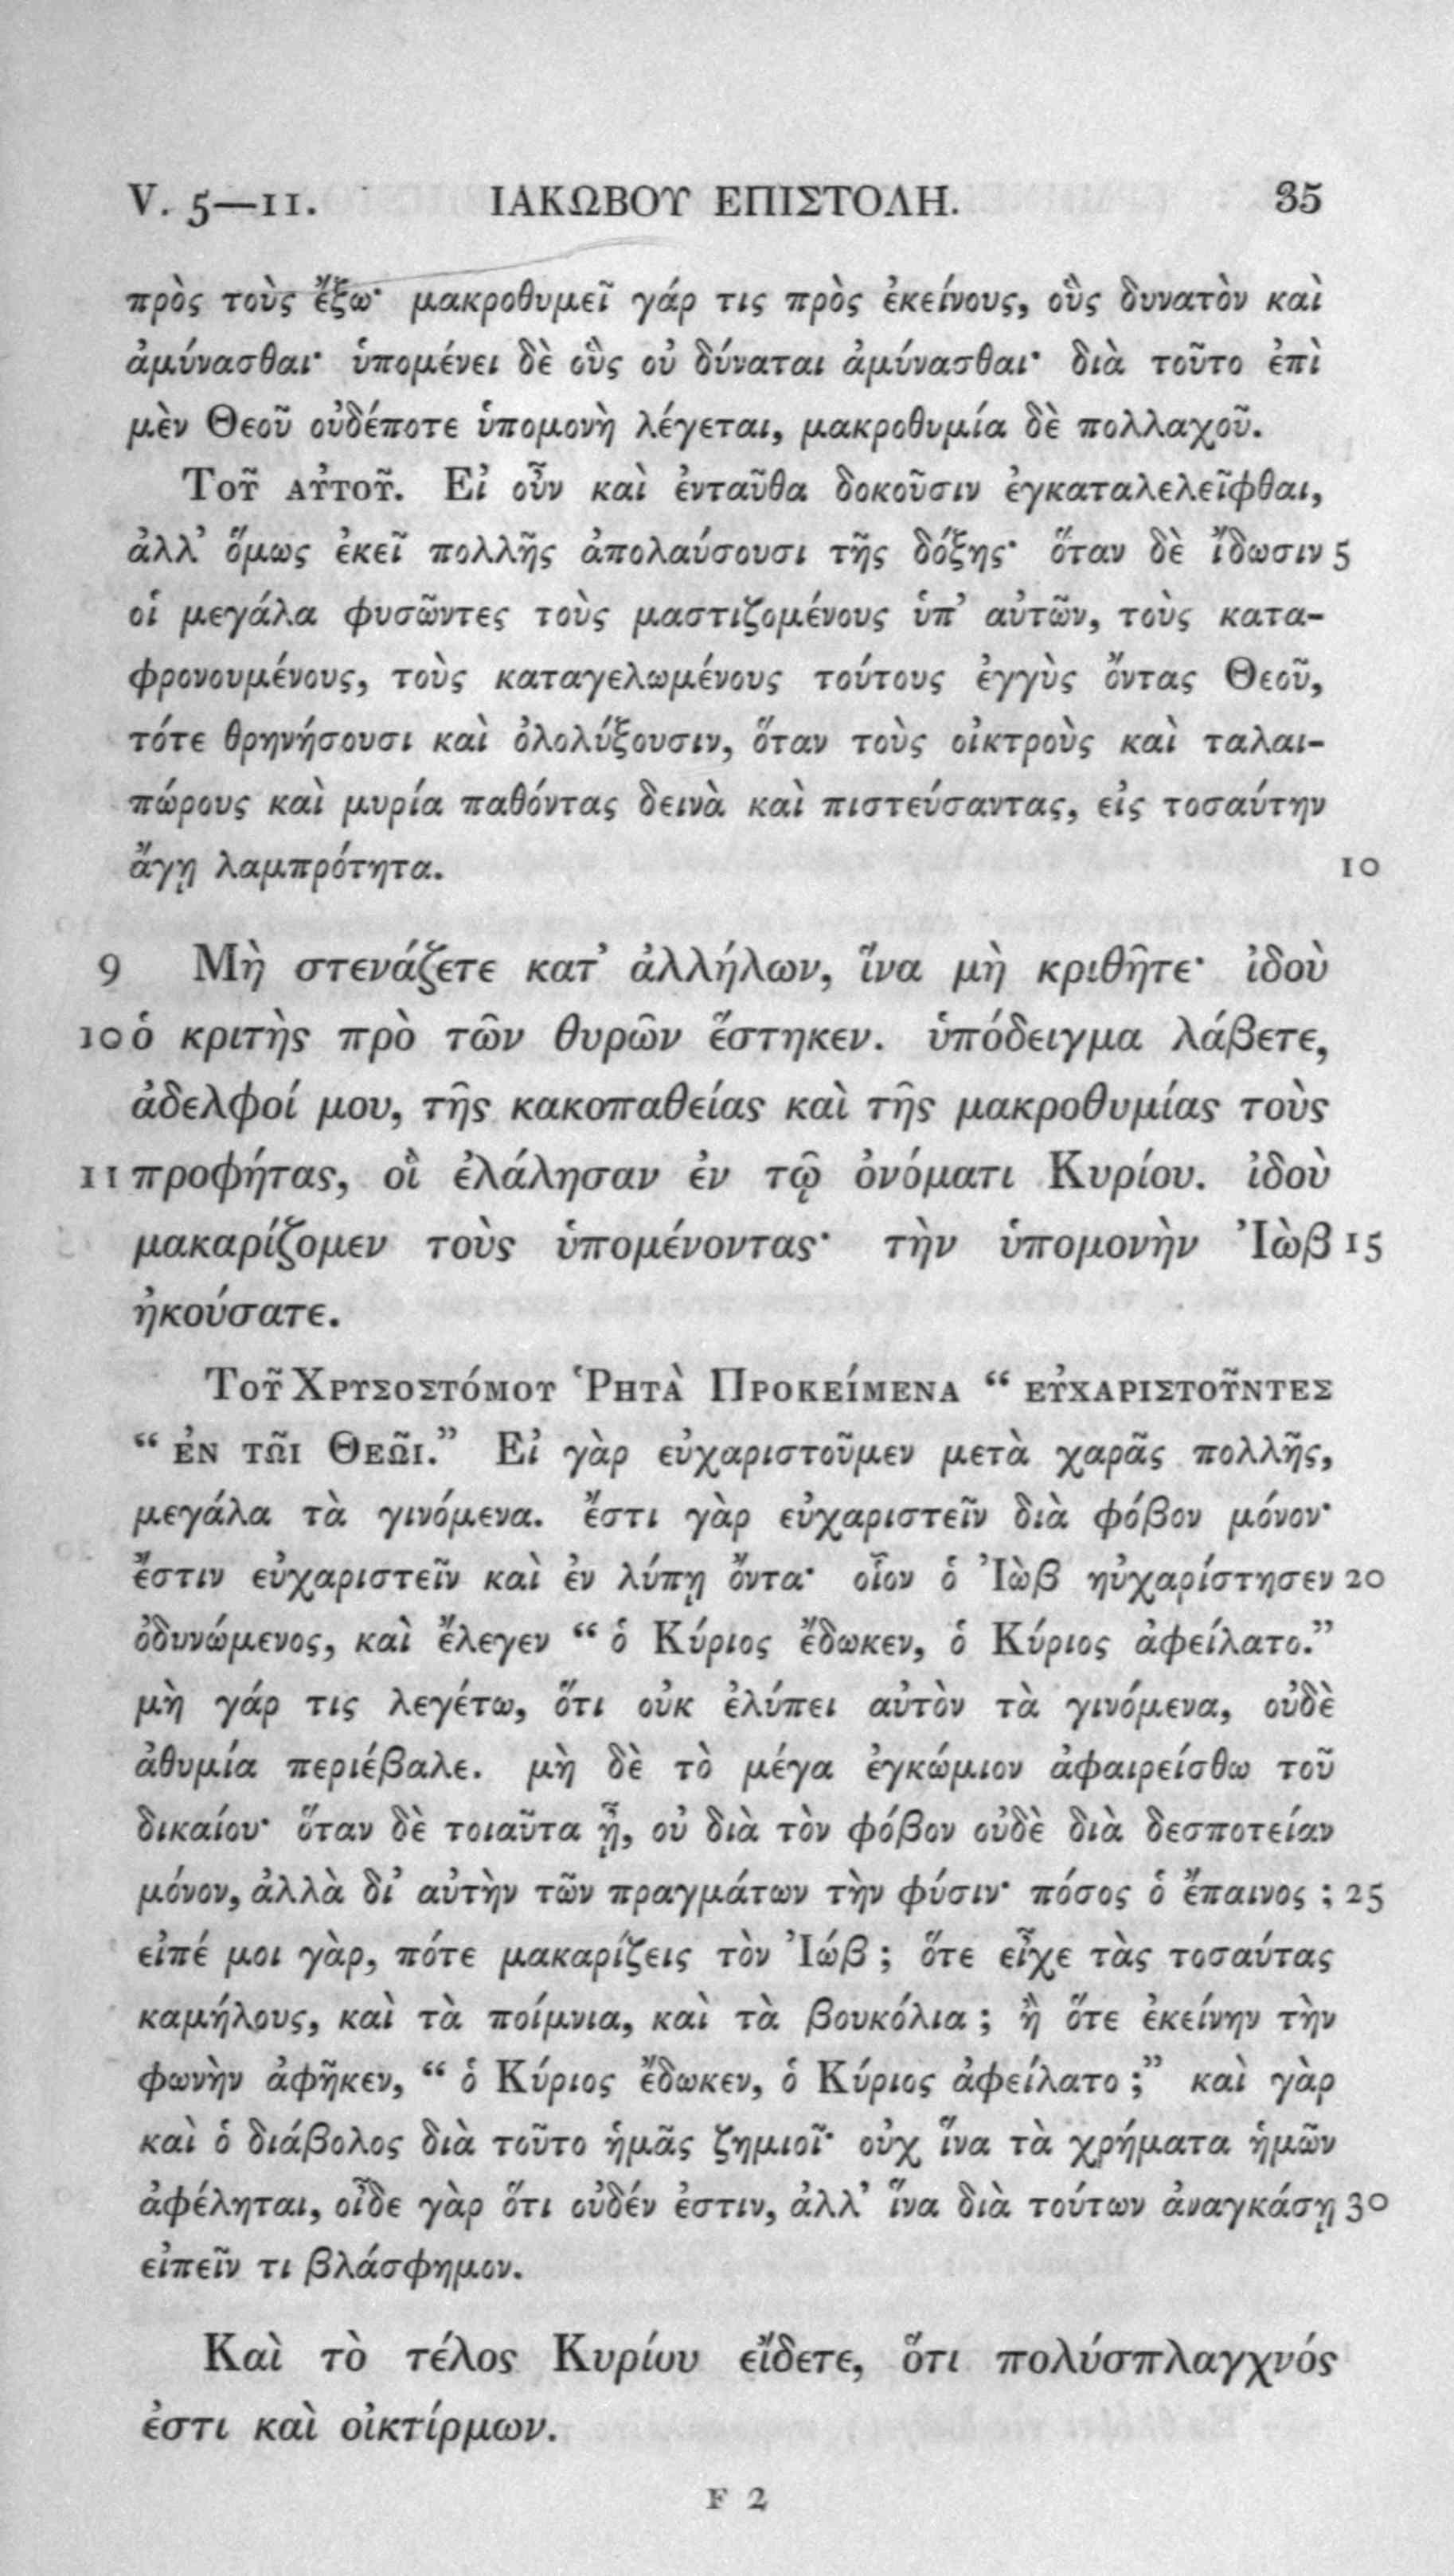 V. 5—11. ΙΑΚΩΒΟΥ ΕΠΙΣΤΟΛΗ. 35
πρὸς τοὺς ἔξω· μακροθυμεῖ γάρ τις πρὸς ἐκείνους, οὓς δυνατὸν καὶ
ἀμύνασθαι· ὑπομένει δὲ οὓς οὐ δύναται ἀμύνασθαι· διὰ τοῦτο ἐπὶ
μὲν Θεοῦ οὐδέποτε ὑπομονὴ λέγεται, μακροθυμία δὲ πολλαχοῦ.
Τοῦ αὐτοῦ. Εἰ οὖν καὶ ἐνταῦθα δοκοῦσιν ἐγκαταλελεῖφθαι,
ἀλλ’ ὅμως ἐκεῖ πολλῆς ἀπολαύσουσι τῆς δόξης· ὅταν δὲ ἴδωσιν 5
οἱ μεγάλα φυσῶντες τοὺς μαστιζομένους ὑπ’ αὐτῶν, τοὺς κατα-
φρονουμένους, τοὺς καταγελωμένους τούτους ἐγγὺς ὄντας Θεοῦ,
τότε θρηνήσουσι καὶ ὀλολύξουσιν, ὅταν τοὺς οἰκτροὺς καὶ ταλαι-
πώρους καὶ μυρία παθόντας δεινὰ καὶ πιστεύσαντας, εἰς τοσαύτην
ἄγῃ λαμπρότητα. 10
9 Μὴ στενάζετε κατ’ ἀλλήλων, ἵνα μὴ κριθῆτε· ἰδοὺ
10 ὁ κριτὴς πρὸ τῶν θυρῶν ἕστηκεν. ὑπόδειγμα λάβετε,
ἀδελφοί μου, τῆς κακοπαθείας καὶ τῆς μακροθυμίας τοὺς
11 προφήτας, οἳ ἐλάλησαν ἐν τῷ ὀνόματι Κυρίου. ἰδοὺ
μακαρίζομεν τοὺς ὑπομένοντας· τὴν ὑπομονὴν Ἰὼβ 15
ἠκούσατε.
Τοῦ Χρυσοστόμου Ῥητὰ Προκείμενα “ εὐχαριστοῦντες
“ ἐν τῶι Θεῶι.” Εἰ γὰρ εὐχαριστοῦμεν μετὰ χαρᾶς πολλῆς,
μεγάλα τὰ γινόμενα. ἔστι γὰρ εὐχαριστεῖν διὰ φόβον μόνον·
ἔστιν εὐχαριστεῖν καὶ ἐν λύπῃ ὄντα· οἷον ὁ Ἰὼβ ηὐχαρίστησεν 20
ὀδυνώμενος, καὶ ἔλεγεν “ ὁ Κύριος ἔδωκεν, ὁ Κύριος ἀφείλατο.”
μὴ γάρ τις λεγέτω, ὅτι οὐκ ἐλύπει αὐτὸν τὰ γινόμενα, οὐδὲ
ἀθυμία περιέβαλε. μὴ δὲ τὸ μέγα ἐγκώμιον ἀφαιρείσθω τοῦ
δικαίου· ὅταν δὲ τοιαῦτα ᾖ, οὐ διὰ τὸν φόβον οὐδὲ διὰ δεσποτείαν
μόνον, ἀλλὰ δι’ αὐτὴν τῶν πραγμάτων τὴν φύσιν· πόσος ὁ ἔπαινος ; 25
εἰπέ μοι γὰρ, πότε μακαρίζεις τὸν Ἰώβ ; ὅτε εἶχε τὰς τοσαύτας
καμήλους, καὶ τὰ ποίμνια, καὶ τὰ βουκόλια ; ἢ ὅτε ἐκείνην τὴν
φωνὴν ἀφῆκεν, “ ὁ Κύριος ἔδωκεν, ὁ Κύριος ἀφείλατο ;” καὶ γὰρ
καὶ ὁ διάβολος διὰ τοῦτο ἡμᾶς ζημιοῖ· οὐχ ἵνα τὰ χρήματα ἡμῶν
ἀφέληται, οἶδε γὰρ ὅτι οὐδέν ἐστιν, ἀλλ’ ἵνα διὰ τούτων ἀναγκάσῃ 30
εἰπεῖν τι βλάσφημον.
Καὶ τὸ τέλος Κυρίου εἴδετε, ὅτι πολύσπλαγχνός
ἐστι καὶ οἰκτίρμων.
F 2